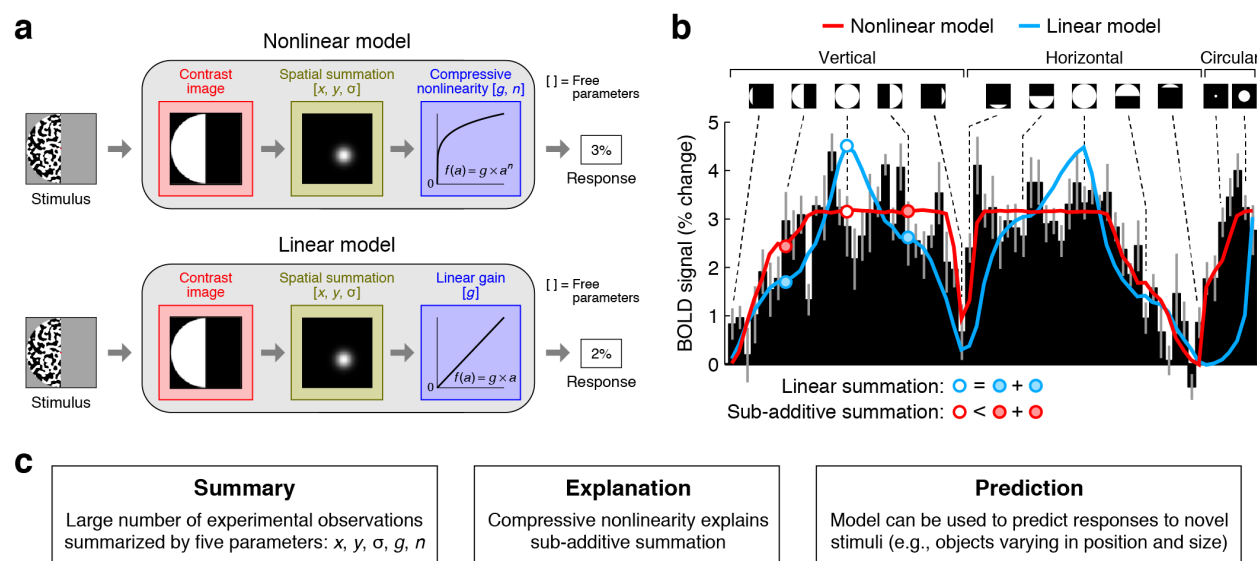 a
Nonlinear model
Contrast
image
Spatial summation
[x, y, σ]
Compressive
nonlinearity [g, n]
[ ] = Free
parameters
0
f(a) = g × aⁿ
3%
Response
Stimulus
Linear model
Contrast
image
Spatial summation
[x, y, σ]
Linear gain
[g]
[ ] = Free
parameters
0
f(a) = g × a
2%
Response
Stimulus
b
Nonlinear model
Linear model
Vertical
Horizontal
Circular
BOLD signal (% change)
5
4
3
2
1
0
Linear summation: = +
Sub-additive summation: < +
c
Summary
Large number of experimental observations
summarized by five parameters: x, y, σ, g, n
Explanation
Compressive nonlinearity explains
sub-additive summation
Prediction
Model can be used to predict responses to novel
stimuli (e.g., objects varying in position and size)